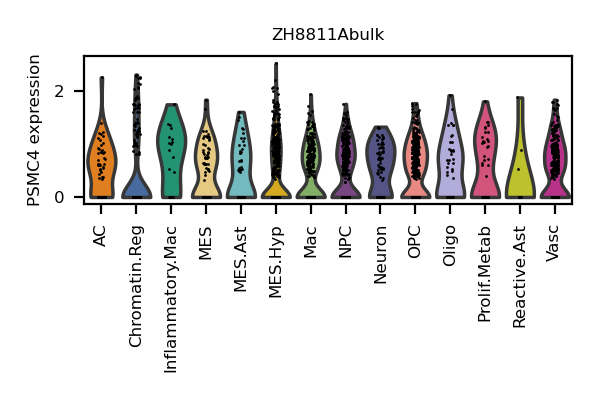 ZH8811Abulk
PSMC4 expression
2
0
AC
Chromatin.Reg
Inflammatory.Mac
MES
MES.Ast
MES.Hyp
Mac
NPC
Neuron
OPC
Oligo
Prolif.Metab
Reactive.Ast
Vasc